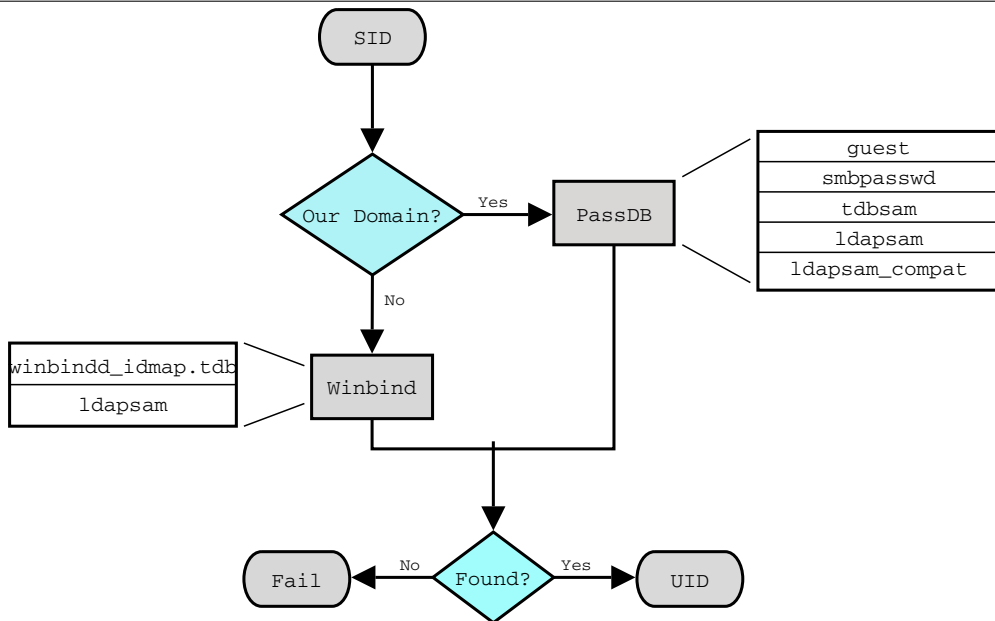 SID
guest
smbpasswd
Our Domain?
Yes
PassDB
tdbsam
ldapsam
ldapsam_compat
No
winbindd_idmap.tdb
ldapsam
Winbind
Fail
No
Found?
Yes
UID